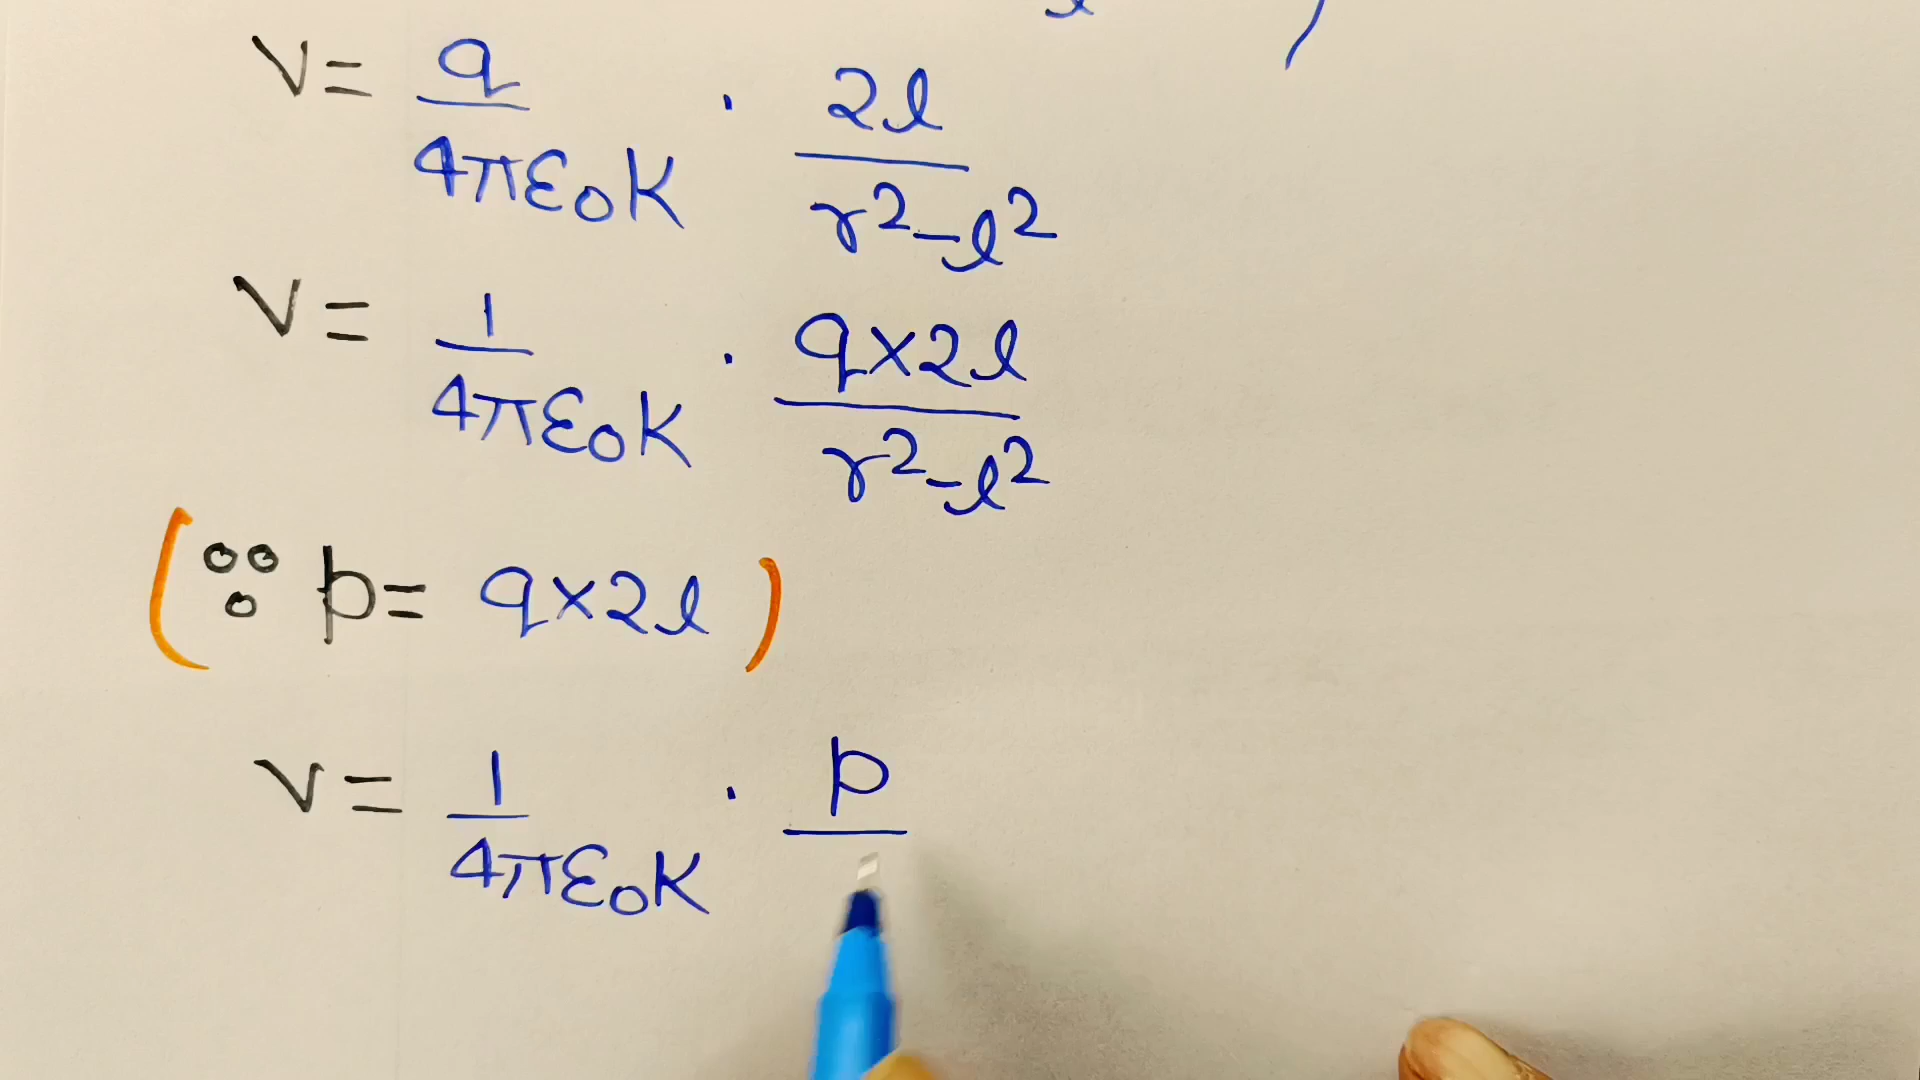 V = q/4πε₀K · 2l/r²-l²
V = 1/4πε₀K · q×2l/r²-l²
(∵ p = q×2l)
V = 1/4πε₀K · p/